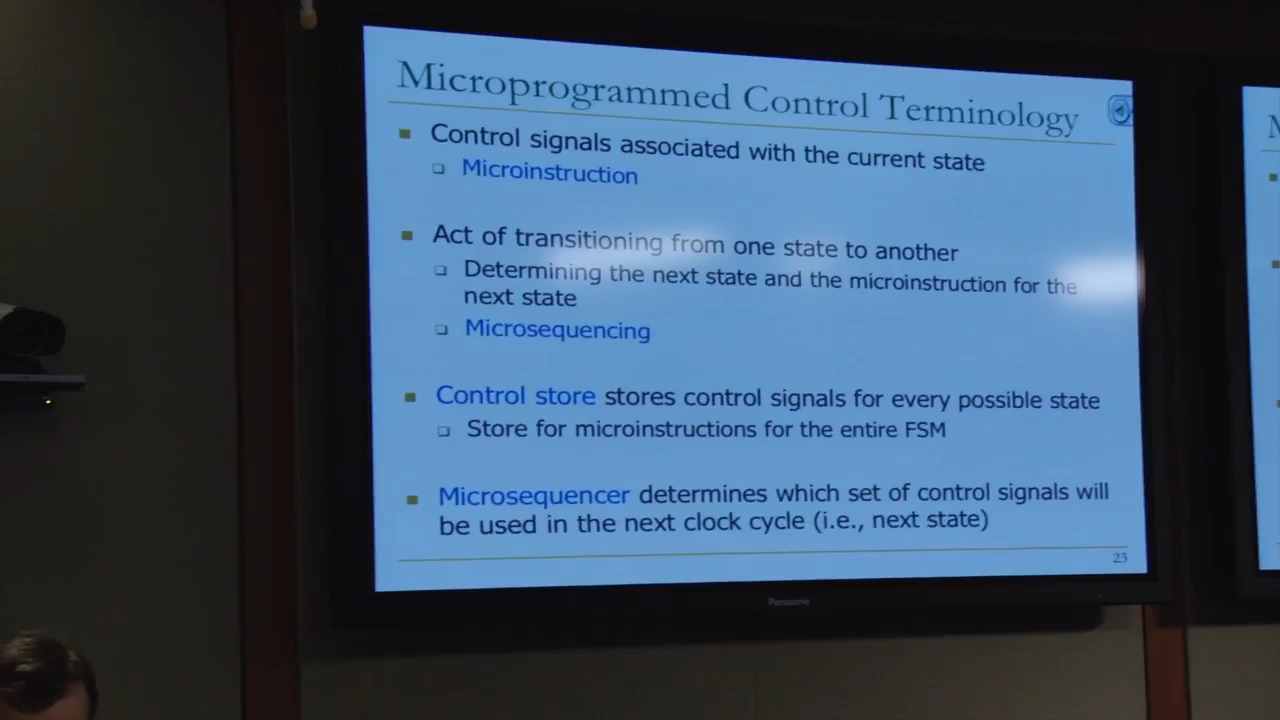 Microprogrammed Control Terminology
Control signals associated with the current state
Microinstruction
Act of transitioning from one state to another
Determining the next state and the microinstruction for the
next state
Microsequencing
Control store stores control signals for every possible state
Store for microinstructions for the entire FSM
Microsequencer determines which set of control signals will
be used in the next clock cycle (i.e., next state)
23
Panasonic